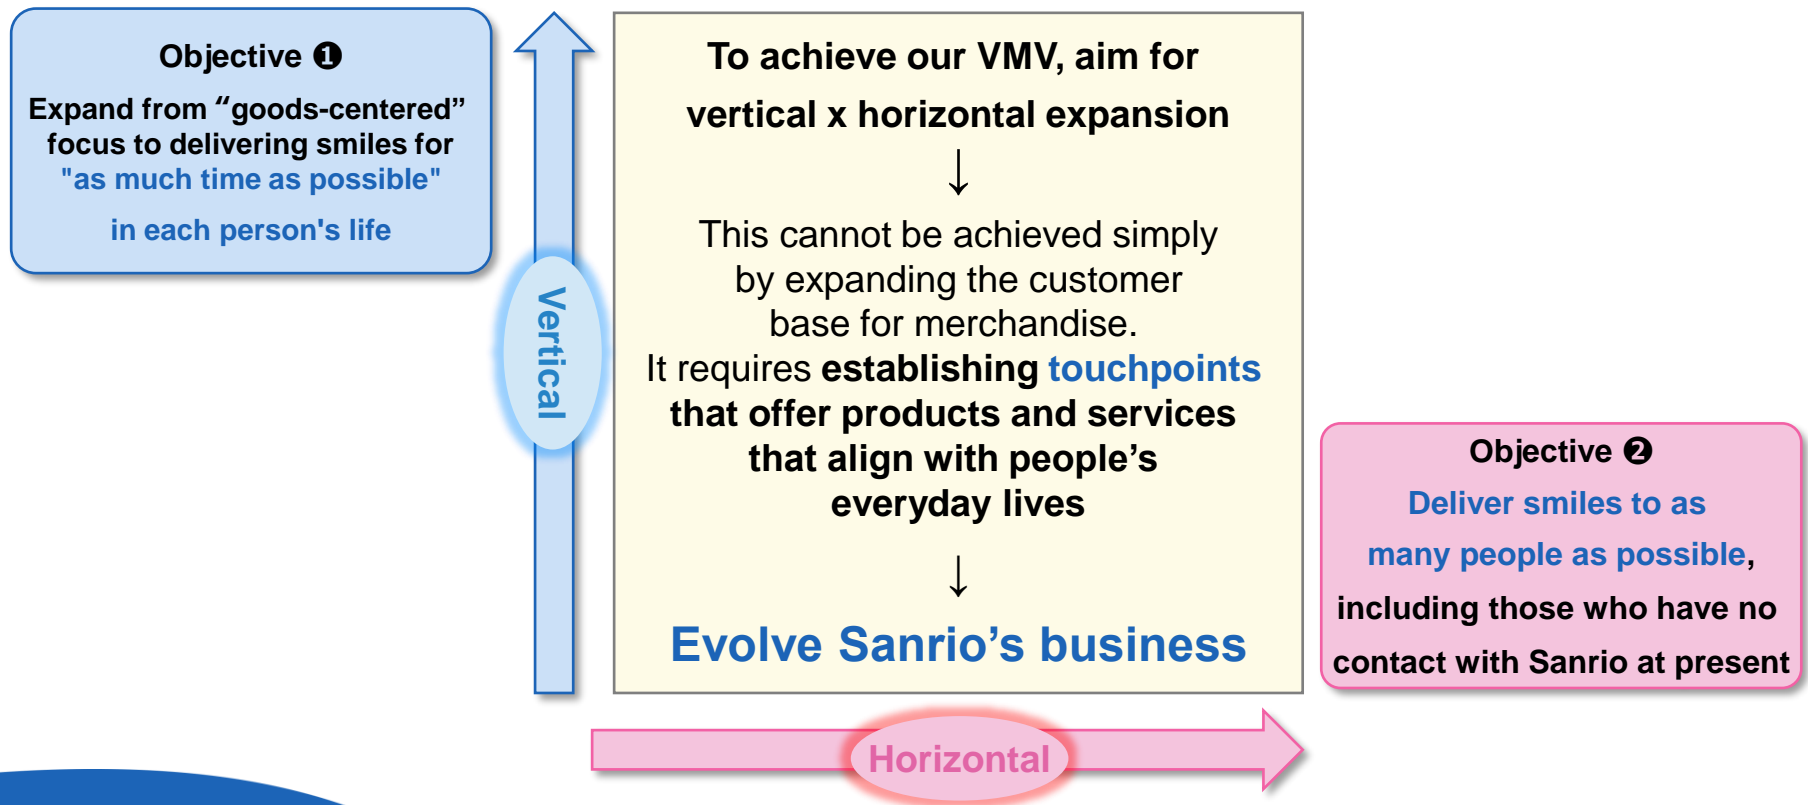 Objective ❶
Expand from “goods-centered”
focus to delivering smiles for
"as much time as possible"
in each person's life
Vertical
To achieve our VMV, aim for
vertical x horizontal expansion
↓
This cannot be achieved simply
by expanding the customer
base for merchandise.
It requires establishing touchpoints
that offer products and services
that align with people’s
everyday lives
↓
Evolve Sanrio’s business
Objective ❷
Deliver smiles to as
many people as possible,
including those who have no
contact with Sanrio at present
Horizontal